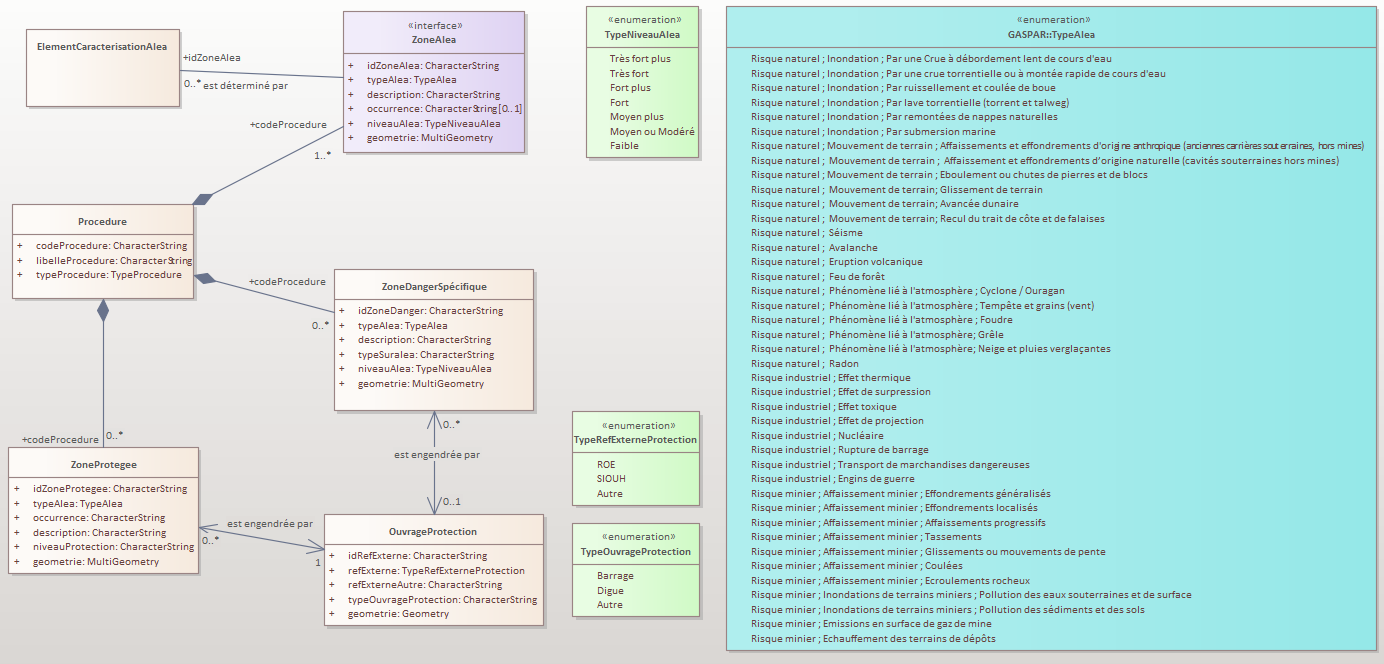 ElementCaracterisationAlea
+idZoneAlea
0..* est déterminé par
«interface»
ZoneAlea
+ idZoneAlea: CharacterString
+ typeAlea: TypeAlea
+ description: CharacterString
+ occurrence: CharacterString [0..1]
+ niveauAlea: TypeNiveauAlea
+ geometrie: MultiGeometry
+codeProcedure
1..*
Procedure
+ codeProcedure: CharacterString
+ libelleProcedure: CharacterString
+ typeProcedure: TypeProcedure
+codeProcedure
0..*
ZoneDangerSpécifique
+ idZoneDanger: CharacterString
+ typeAlea: TypeAlea
+ description: CharacterString
+ typeSuralea: CharacterString
+ niveauAlea: TypeNiveauAlea
+ geometrie: MultiGeometry
0..*
est engendrée par
0..1
+codeProcedure
0..*
ZoneProtegee
+ idZoneProtegee: CharacterString
+ typeAlea: TypeAlea
+ occurrence: CharacterString
+ description: CharacterString
+ niveauProtection: CharacterString
+ geometrie: MultiGeometry
est engendrée par
0..*
1
OuvrageProtection
+ idRefExterne: CharacterString
+ refExterne: TypeRefExterneProtection
+ refExterneAutre: CharacterString
+ typeOuvrageProtection: CharacterString
+ geometrie: Geometry
«enumeration»
TypeNiveauAlea
Très fort plus
Très fort
Fort plus
Fort
Moyen plus
Moyen ou Modéré
Faible
«enumeration»
TypeRefExterneProtection
ROE
SIOUH
Autre
«enumeration»
TypeOuvrageProtection
Barrage
Digue
Autre
«enumeration»
GASPAR::TypeAlea
Risque naturel ; Inondation ; Par une Crue à débordement lent de cours d'eau
Risque naturel ; Inondation ; Par une crue torrentielle ou à montée rapide de cours d'eau
Risque naturel ; Inondation ; Par ruissellement et coulée de boue
Risque naturel ; Inondation ; Par lave torrentielle (torrent et talweg)
Risque naturel ; Inondation ; Par remontées de nappes naturelles
Risque naturel ; Inondation ; Par submersion marine
Risque naturel ; Mouvement de terrain ; Affaissements et effondrements d'origine anthropique (anciennes carrières souterraines, hors mines)
Risque naturel ; Mouvement de terrain ; Affaissements et effondrements d’origine naturelle (cavités souterraines hors mines)
Risque naturel ; Mouvement de terrain ; Eboulement ou chutes de pierres et de blocs
Risque naturel ; Mouvement de terrain; Glissement de terrain
Risque naturel ; Mouvement de terrain; Avancée dunaire
Risque naturel ; Mouvement de terrain; Recul du trait de côte et de falaises
Risque naturel ; Séisme
Risque naturel ; Avalanche
Risque naturel ; Eruption volcanique
Risque naturel ; Feu de forêt
Risque naturel ; Phénomène lié à l'atmosphère ; Cyclone / Ouragan
Risque naturel ; Phénomène lié à l'atmosphère ; Tempête et grains (vent)
Risque naturel ; Phénomène lié à l'atmosphère ; Foudre
Risque naturel ; Phénomène lié à l'atmosphère; Grêle
Risque naturel ; Phénomène lié à l'atmosphère; Neige et pluies verglaçantes
Risque naturel ; Radon
Risque industriel ; Effet thermique
Risque industriel ; Effet de surpression
Risque industriel ; Effet toxique
Risque industriel ; Effet de projection
Risque industriel ; Nucléaire
Risque industriel ; Rupture de barrage
Risque industriel ; Transport de marchandises dangereuses
Risque industriel ; Engins de guerre
Risque minier ; Affaissement minier ; Effondrements généralisés
Risque minier ; Affaissement minier ; Effondrements localisés
Risque minier ; Affaissement minier ; Affaissements progressifs
Risque minier ; Affaissement minier ; Tassements
Risque minier ; Affaissement minier ; Glissements ou mouvements de pente
Risque minier ; Affaissement minier ; Coulées
Risque minier ; Affaissement minier ; Ecroulements rocheux
Risque minier ; Inondations de terrains miniers ; Pollution des eaux souterraines et de surface
Risque minier ; Inondations de terrains miniers ; Pollution des sédiments et des sols
Risque minier ; Emissions en surface de gaz de mine
Risque minier ; Echauffement des terrains de dépôts